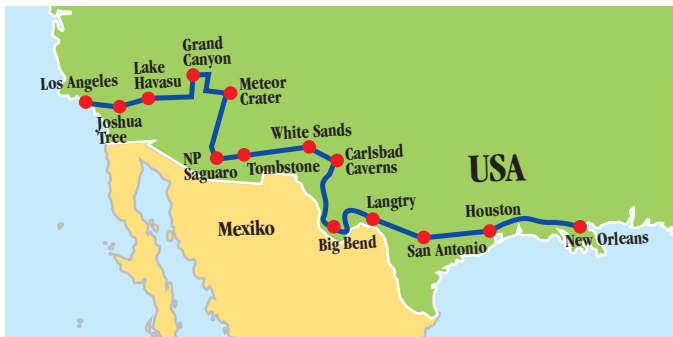 Grand
Canyon
Lake
Havasu
Los Angeles
Meteor
Crater
Joshua
Tree
White Sands
NP
Saguaro
Tombstone
Carlsbad
Caverns
USA
Langtry
Houston
Mexiko
Big Bend
San Antonio
New Orleans